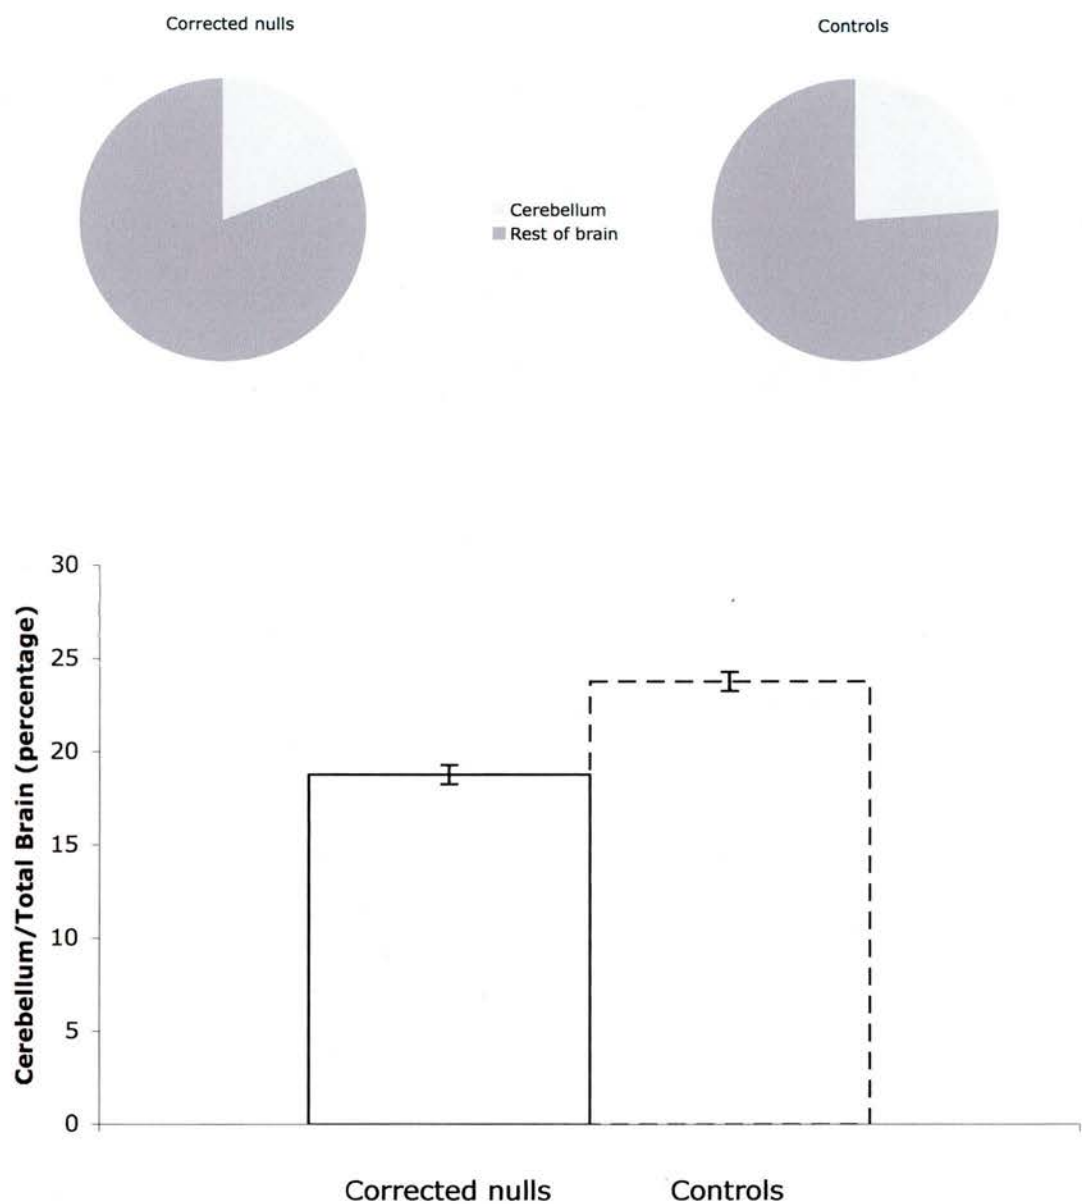 Corrected nulls
Controls
Cerebellum
Rest of brain
Cerebellum/Total Brain (percentage)
30
25
20
15
10
5
0
Corrected nulls
Controls